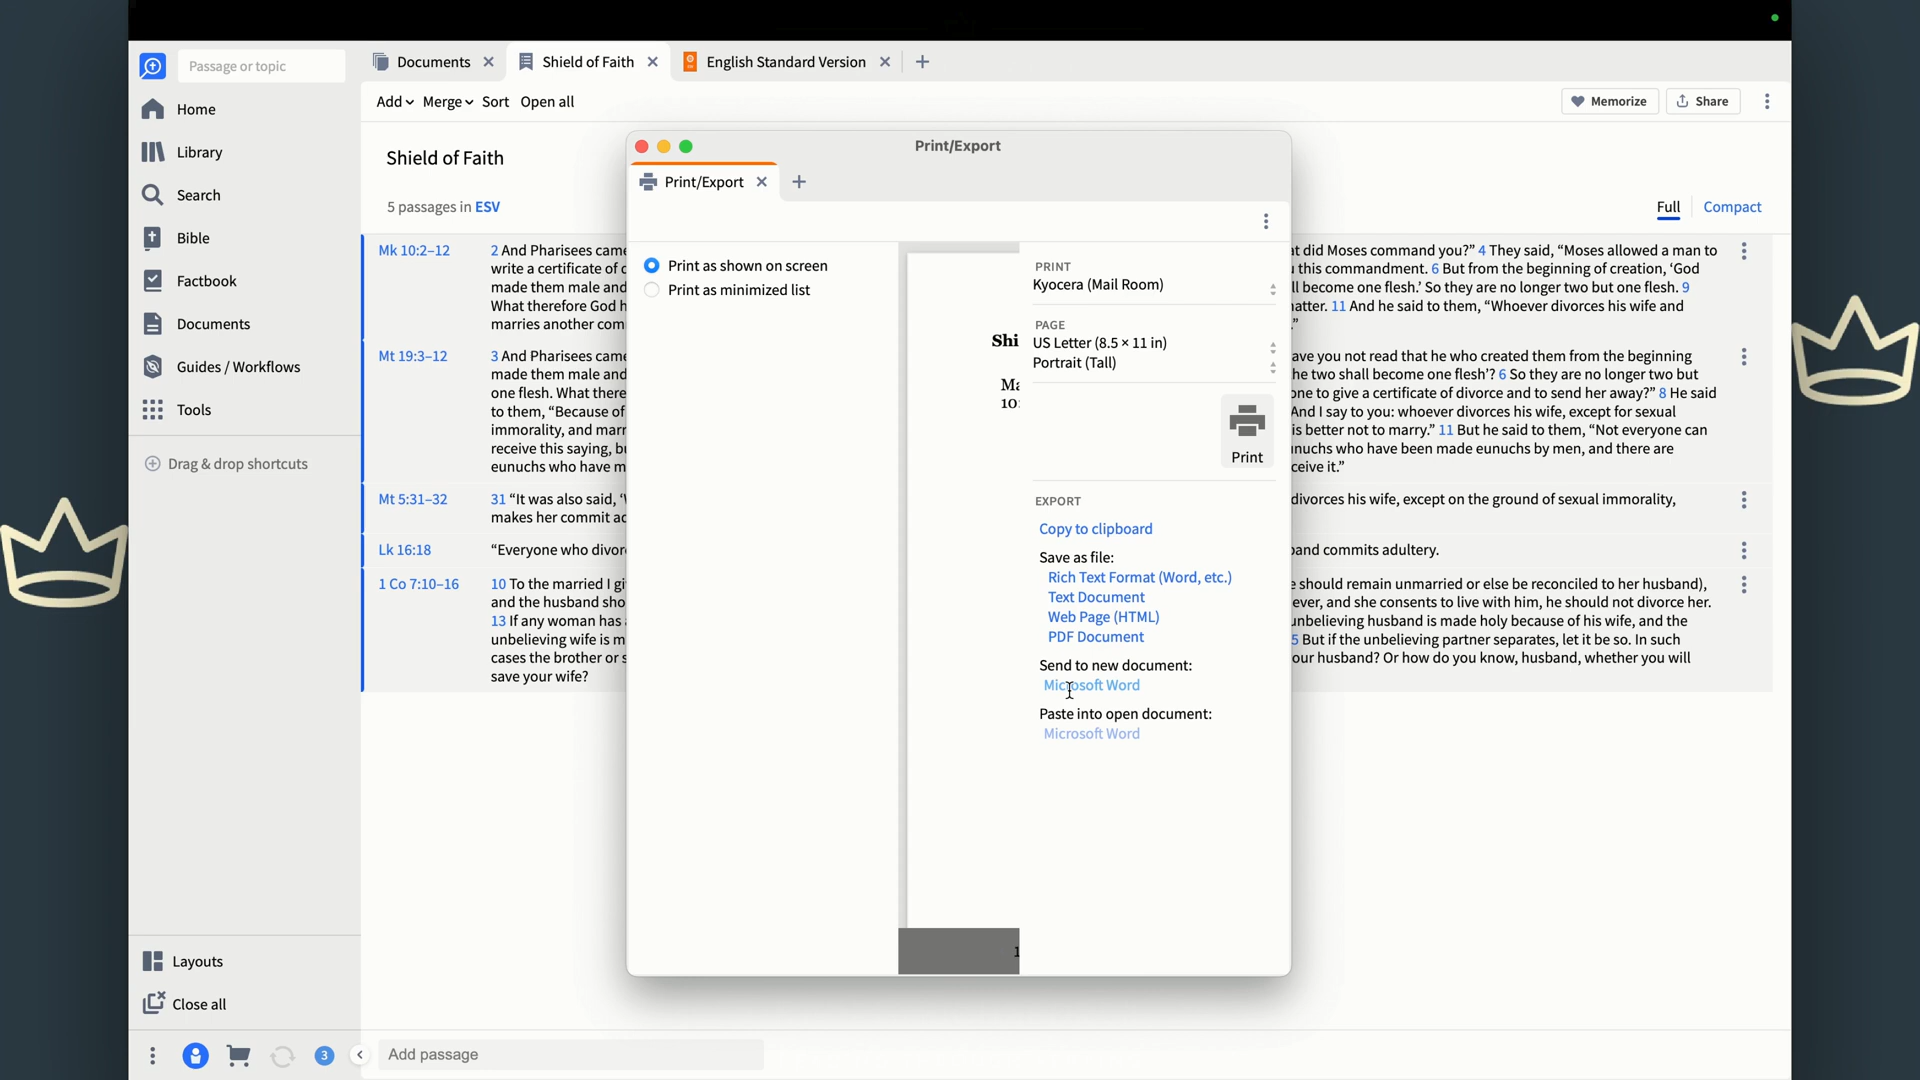 Passage or topic
Home
Library
Search
Bible
Factbook
Documents
Guides / Workflows
Tools
Drag & drop shortcuts
Layouts
Close all
3
Documents
Shield of Faith
English Standard Version
Add Merge Sort Open all
Memorize
Share
Shield of Faith
5 passages in ESV
Full
Compact
Mk 10:2–12
2 And Pharisees came
write a certificate of
made them male and
What therefore God
marries another com
did Moses command you?” 4 They said, “Moses allowed a man to
this commandment. 6 But from the beginning of creation, ‘God
become one flesh.’ So they are no longer two but one flesh. 9
matter. 11 And he said to them, “Whoever divorces his wife and
”
Mt 19:3–12
3 And Pharisees came
made them male and
one flesh. What there
to them, “Because of
immorality, and marr
receive this saying,
eunuchs who have m
ave you not read that he who created them from the beginning
he two shall become one flesh’? 6 So they are no longer two but
one to give a certificate of divorce and to send her away?” 8 He said
And I say to you: whoever divorces his wife, except for sexual
is better not to marry.” 11 But he said to them, “Not everyone can
unuchs who have been made eunuchs by men, and there are
ceive it.”
Mt 5:31–32
31 “It was also said,
makes her commit
divorces his wife, except on the ground of sexual immorality,
Lk 16:18
“Everyone who divor
band commits adultery.
1 Co 7:10–16
10 To the married I gi
and the husband sho
13 If any woman has
unbelieving wife is m
cases the brother or s
save your wife?
e should remain unmarried or else be reconciled to her husband),
ever, and she consents to live with him, he should not divorce her.
unbelieving husband is made holy because of his wife, and the
5 But if the unbelieving partner separates, let it be so. In such
our husband? Or how do you know, husband, whether you will
Add passage
Print/Export
Print/Export
Print as shown on screen
Print as minimized list
Shi
Ma
10:
1
PRINT
Kyocera (Mail Room)
PAGE
US Letter (8.5 × 11 in)
Portrait (Tall)
Print
EXPORT
Copy to clipboard
Save as file:
Rich Text Format (Word, etc.)
Text Document
Web Page (HTML)
PDF Document
Send to new document:
Microsoft Word
Paste into open document:
Microsoft Word